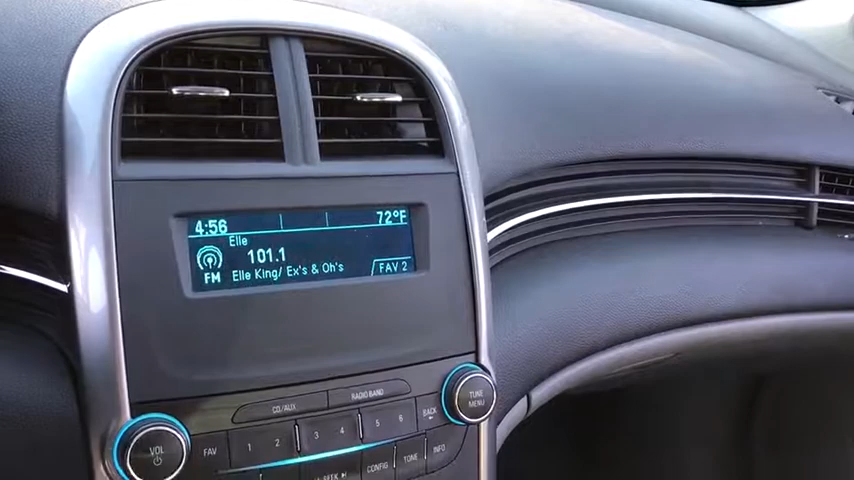 4:56 72°F
Elle
101.1
FM Elle King/ Ex's & Oh's FAV 2
CD/AUX RADIO BAND
TUNE
MENU
BACK
VOL
FAV 1 2 3 4 5 6
INFO
TONE
CONFIG
SEEK